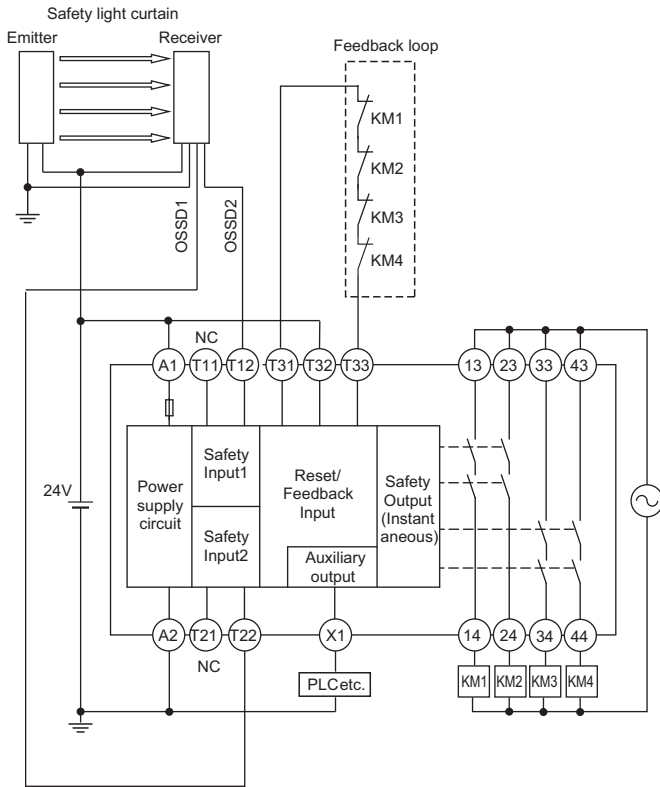 Safety light curtain
Emitter
Receiver
Feedback loop
KM1
KM2
KM3
KM4
OSSD1
OSSD2
NC
A1
T11
T12
T31
T32
T33
13
23
33
43
24V
Power
supply
circuit
Safety
Input1
Safety
Input2
Reset/
Feedback
Input
Auxiliary
output
Safety
Output
(Instant
aneous)
A2
T21
T22
X1
14
24
34
44
NC
PLC etc.
KM1
KM2
KM3
KM4